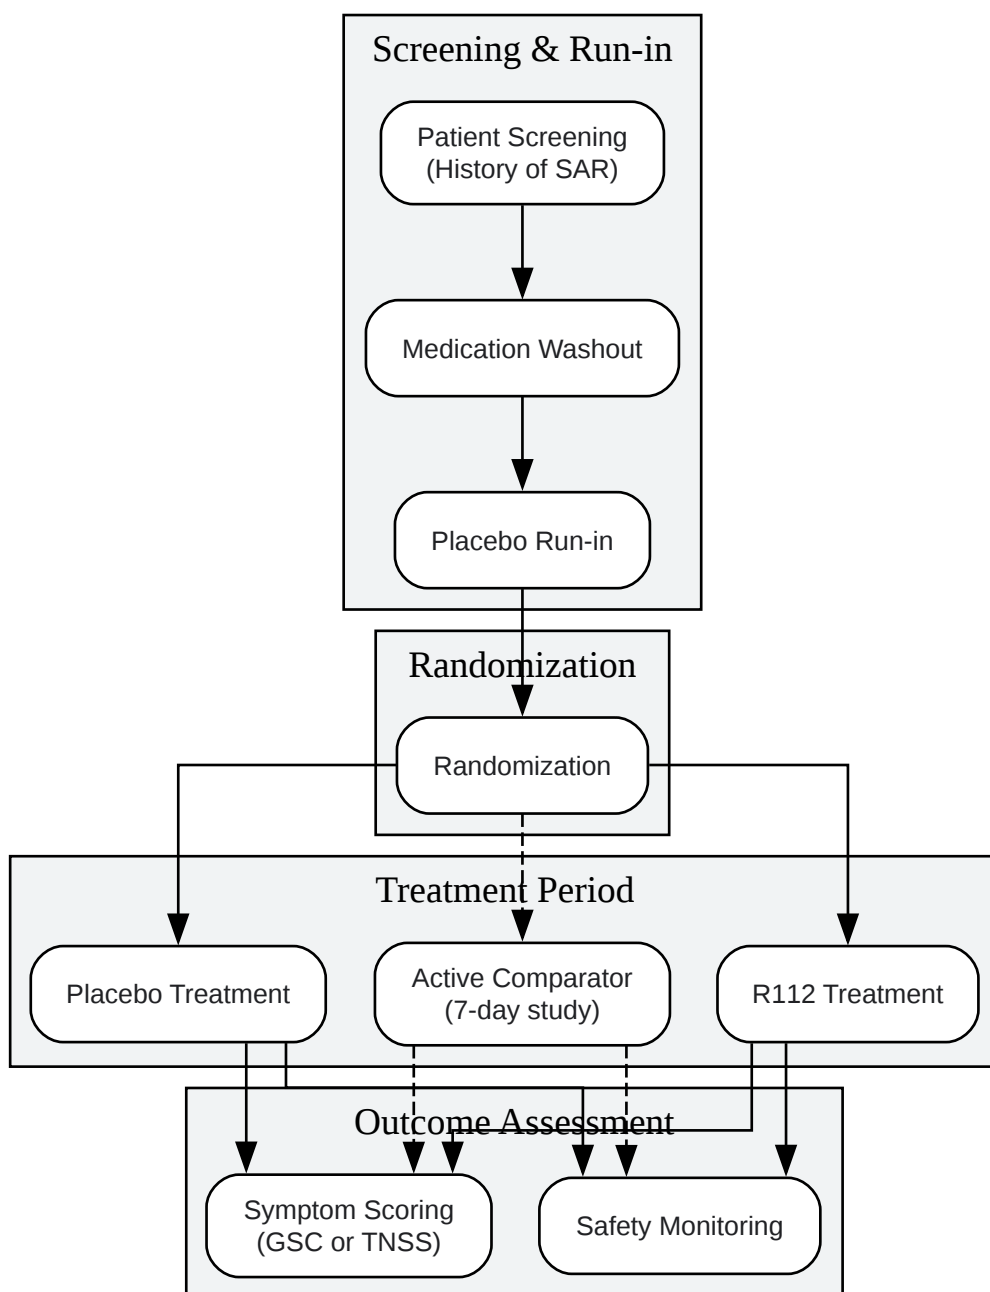 Screening & Run-in
Patient Screening
(History of SAR)
Medication Washout
Placebo Run-in
Randomization
Randomization
Treatment Period
Placebo Treatment
Active Comparator
(7-day study)
R112 Treatment
Outcome Assessment
Symptom Scoring
(GSC or TNSS)
Safety Monitoring